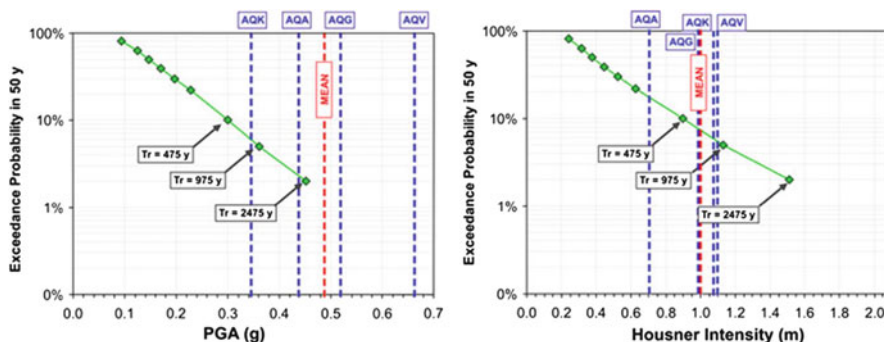 AQK AQA AQG AQV
100%
10%
1%
0%
Exceedance Probability in 50 y
MEAN
Tr = 475 y
Tr = 975 y
Tr = 2475 y
0.0 0.1 0.2 0.3 0.4 0.5 0.6 0.7
PGA (g)
AQA AQK AQV
AQG
100%
10%
1%
0%
Exceedance Probability in 50 y
MEAN
Tr = 475 y
Tr = 975 y
Tr = 2475 y
0.0 0.2 0.4 0.6 0.8 1.0 1.2 1.4 1.6 1.8 2.0
Housner Intensity (m)